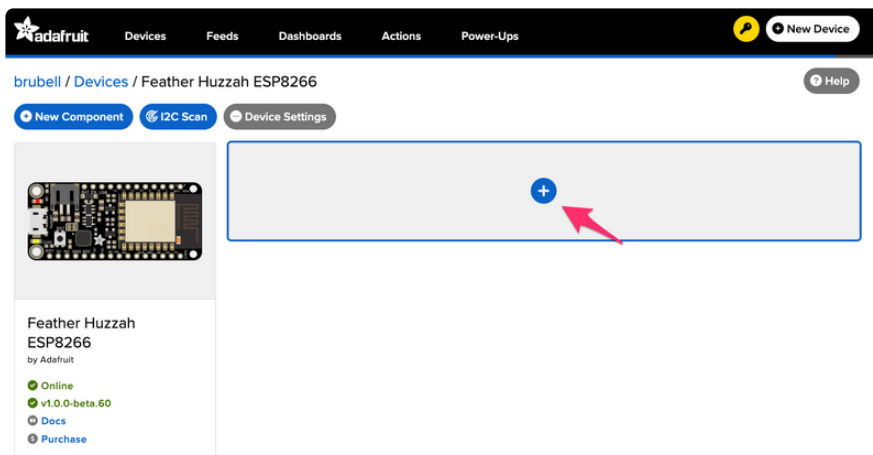 adafruit Devices Feeds Dashboards Actions Power-Ups New Device
brubell / Devices / Feather Huzzah ESP8266 Help
New Component I2C Scan Device Settings
Feather Huzzah
ESP8266
by Adafruit
Online
v1.0.0-beta.60
Docs
Purchase